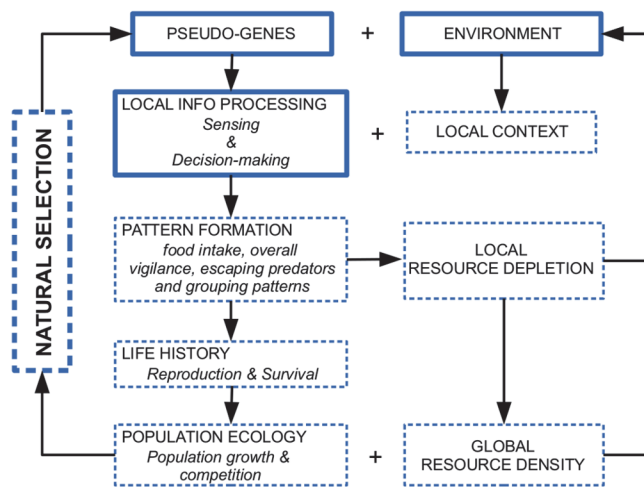 PSEUDO-GENES
+
ENVIRONMENT
LOCAL INFO PROCESSING
Sensing
&
Decision-making
+
LOCAL CONTEXT
NATURAL SELECTION
PATTERN FORMATION
food intake, overall
vigilance, escaping predators
and grouping patterns
LOCAL
RESOURCE DEPLETION
LIFE HISTORY
Reproduction & Survival
POPULATION ECOLOGY
Population growth &
competition
+
GLOBAL
RESOURCE DENSITY